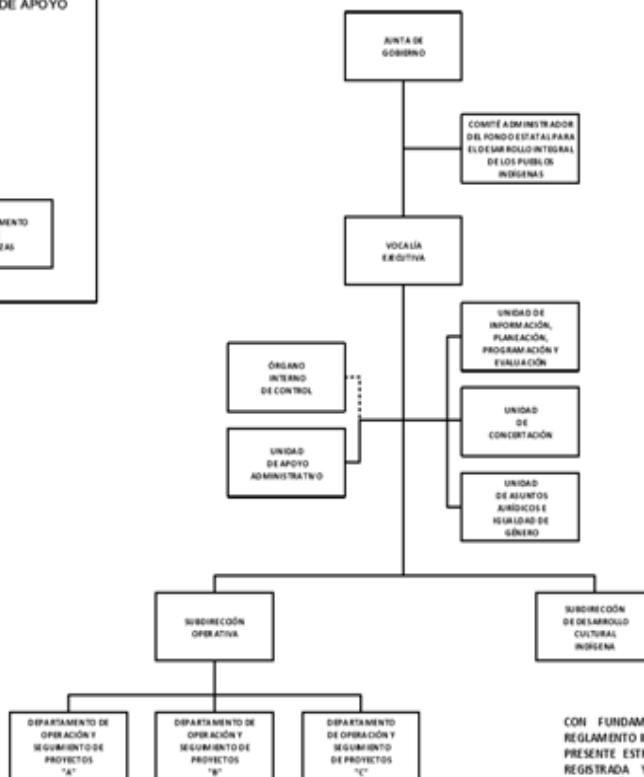 DE APOYO
MENTO
ZAS
JUNTA DE
GOBIERNO
COMITÉ ADMINISTRADOR
DEL FONDO ESTATAL PARA
EL DESARROLLO INTEGRAL
DE LOS PUEBLOS
INDÍGENAS
VOCALÍA
EJECUTIVA
UNIDAD DE
INFORMACIÓN,
PLANEACIÓN,
PROGRAMACIÓN Y
EVALUACIÓN
ÓRGANO
INTERNO
DE CONTROL
UNIDAD
DE
CONCERTACIÓN
UNIDAD
DE APOYO
ADMINISTRATIVO
UNIDAD
DE ASUNTOS
JURÍDICOS E
IGUALDAD DE
GÉNERO
SUBDIRECCIÓN
OPERATIVA
SUBDIRECCIÓN
DE DESARROLLO
CULTURAL
INDÍGENA
DEPARTAMENTO DE
OPERACIÓN Y
SEGUIMIENTO DE
PROYECTOS
"A"
DEPARTAMENTO DE
OPERACIÓN Y
SEGUIMIENTO DE
PROYECTOS
"B"
DEPARTAMENTO
DE OPERACIÓN Y
SEGUIMIENTO
DE PROYECTOS
"C"
CON FUNDAM
REGLAMENTO I
PRESENTE EST
REGISTRADA Y